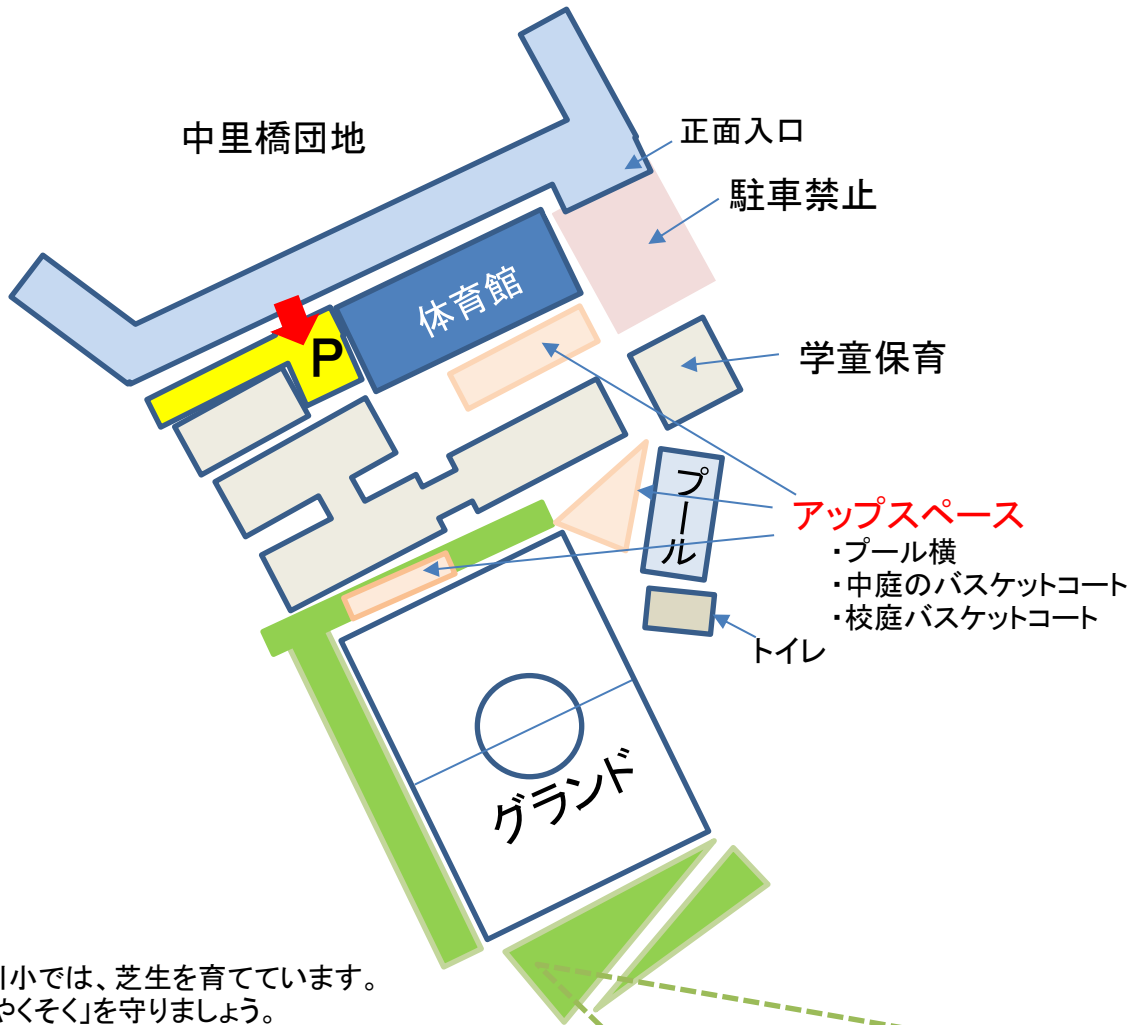 中里橋団地
正面入口
駐車禁止
体育館
P
学童保育
プール
アップスペース
・プール横
・中庭のバスケットコート
・校庭バスケットコート
トイレ
グランド
小では、芝生を育てています。
やくそく」を守りましょう。